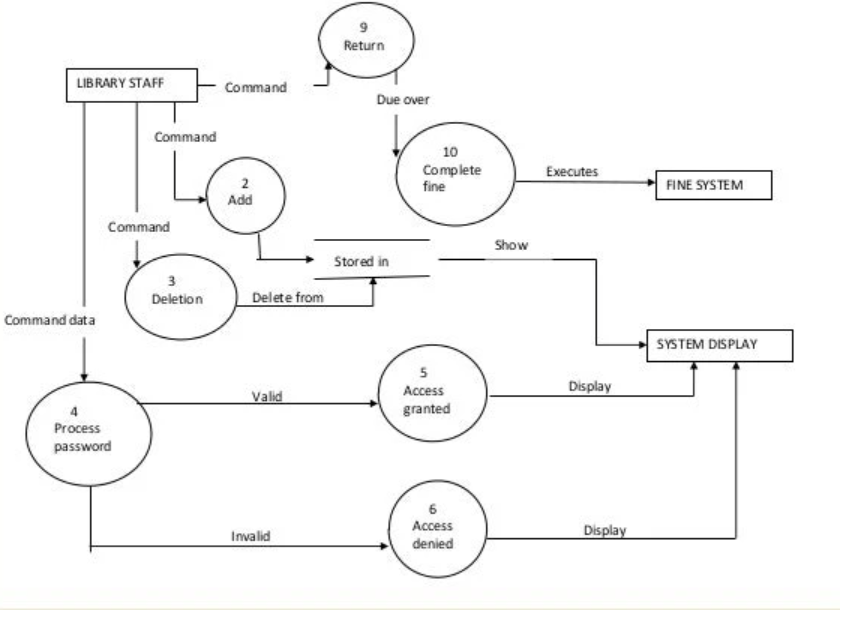 9
Return
LIBRARY STAFF
Command
Due over
Command
10
Complete
fine
Executes
FINE SYSTEM
2
Add
Command
Show
Stored in
3
Deletion
Delete from
Command data
SYSTEM DISPLAY
5
Access
granted
Display
Valid
4
Process
password
6
Access
denied
Invalid
Display